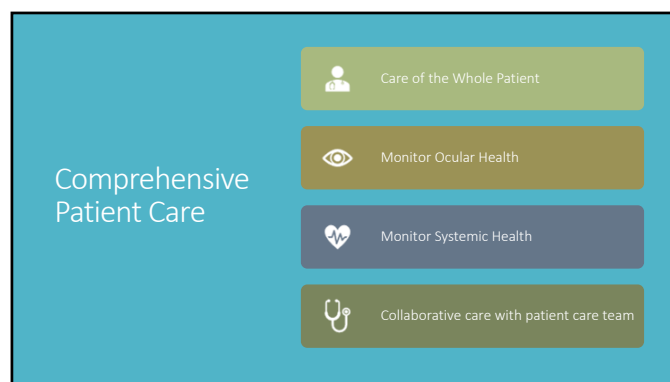 Comprehensive
Patient Care
Care of the Whole Patient
Monitor Ocular Health
Monitor Systemic Health
Collaborative care with patient care team